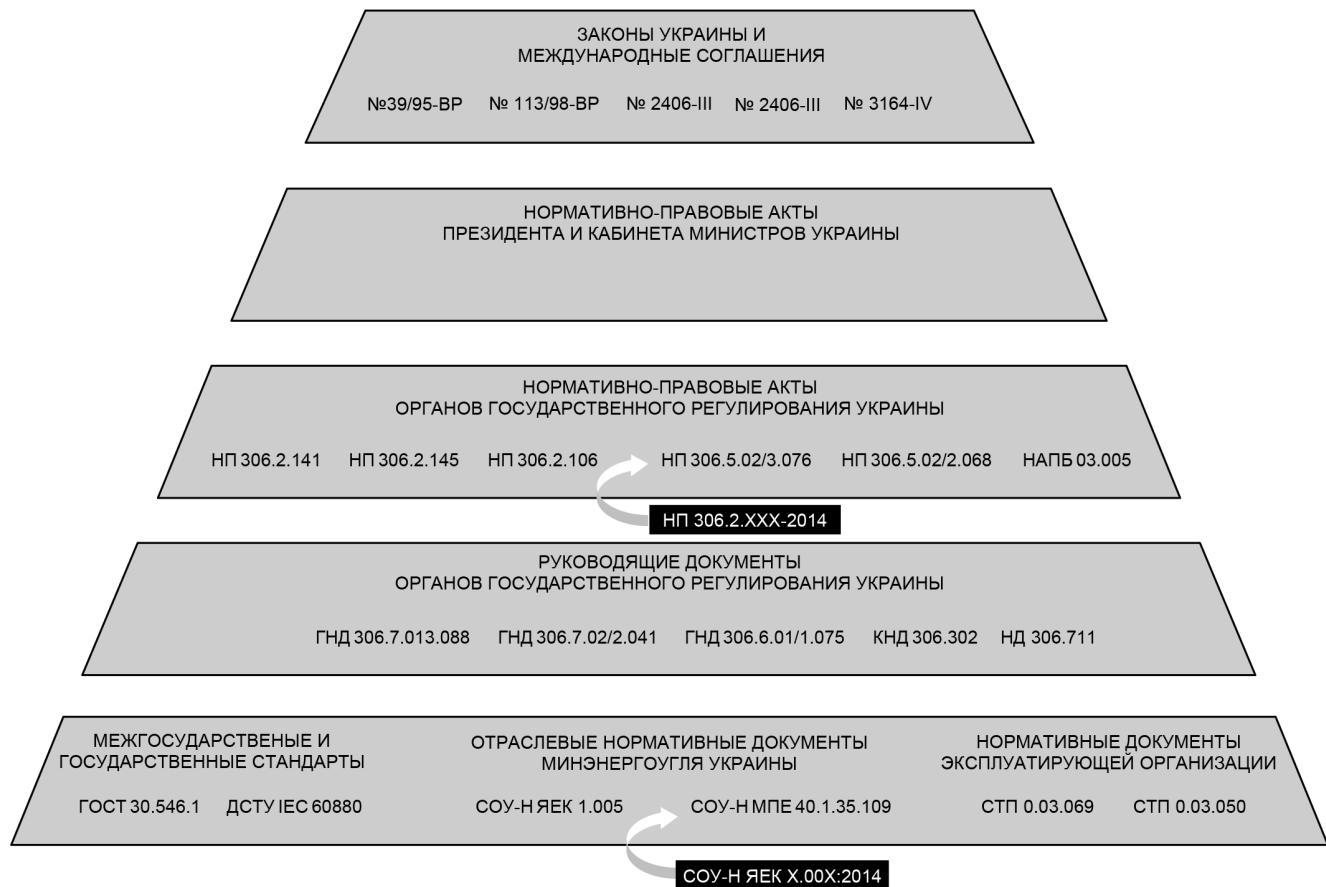 ЗАКОНЫ УКРАИНЫ И
МЕЖДУНАРОДНЫЕ СОГЛАШЕНИЯ
№39/95-ВР № 113/98-ВР № 2406-III № 2406-III № 3164-IV
НОРМАТИВНО-ПРАВОВЫЕ АКТЫ
ПРЕЗИДЕНТА И КАБИНЕТА МИНИСТРОВ УКРАИНЫ
НОРМАТИВНО-ПРАВОВЫЕ АКТЫ
ОРГАНОВ ГОСУДАРСТВЕННОГО РЕГУЛИРОВАНИЯ УКРАИНЫ
НП 306.2.141 НП 306.2.145 НП 306.2.106 НП 306.5.02/3.076 НП 306.5.02/2.068 НАПБ 03.005
НП 306.2.XXX-2014
РУКОВОДЯЩИЕ ДОКУМЕНТЫ
ОРГАНОВ ГОСУДАРСТВЕННОГО РЕГУЛИРОВАНИЯ УКРАИНЫ
ГНД 306.7.013.088 ГНД 306.7.02/2.041 ГНД 306.6.01/1.075 КНД 306.302 НД 306.711
МЕЖГОСУДАРСТВЕНЫЕ И
ГОСУДАРСТВЕННЫЕ СТАНДАРТЫ
ГОСТ 30.546.1 ДСТУ IEC 60880
ОТРАСЛЕВЫЕ НОРМАТИВНЫЕ ДОКУМЕНТЫ
МИНЭНЕРГОУГЛЯ УКРАИНЫ
СОУ-Н ЯЕК 1.005 СОУ-Н МПЕ 40.1.35.109
НОРМАТИВНЫЕ ДОКУМЕНТЫ
ЭКСПЛУАТИРУЮЩЕЙ ОРГАНИЗАЦИИ
СТП 0.03.069 СТП 0.03.050
СОУ-Н ЯЕК Х.00Х:2014